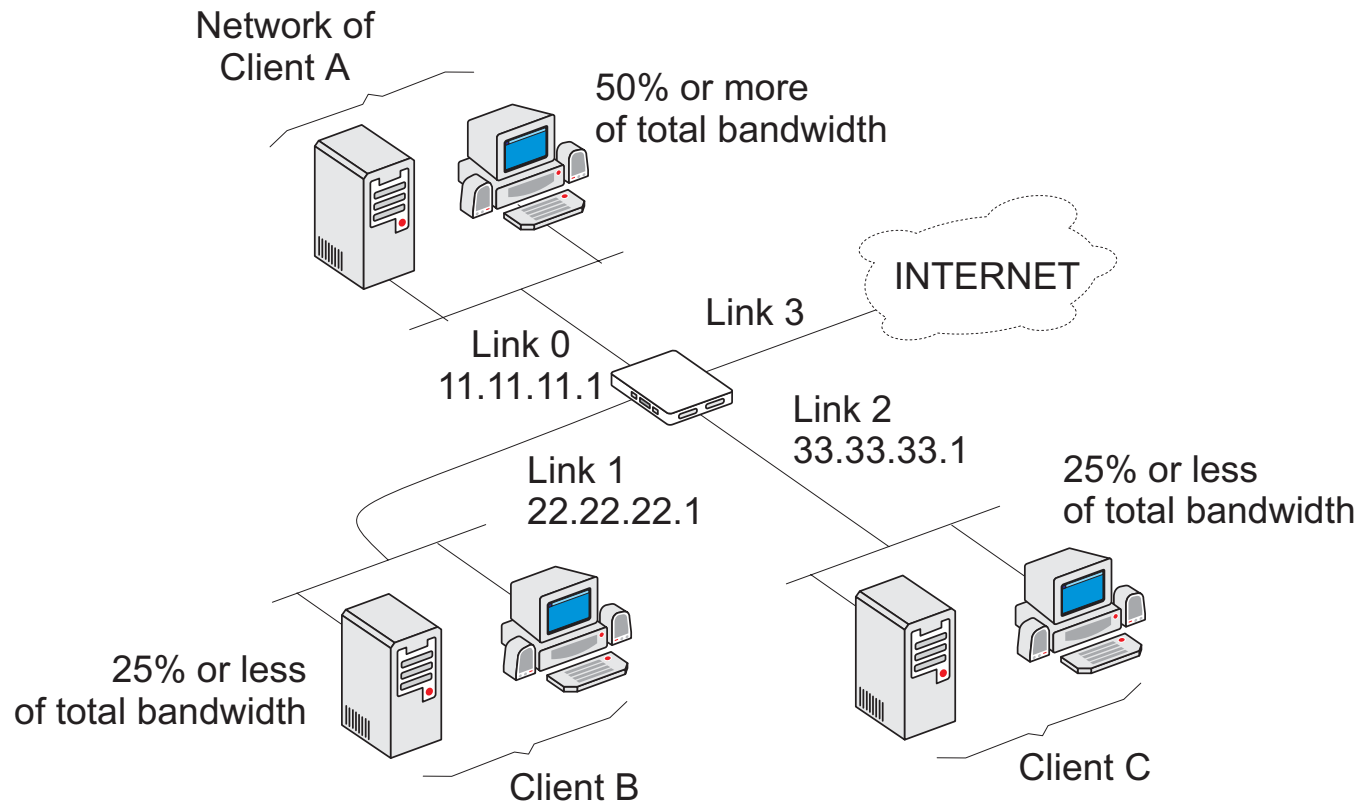 Network of
Client A
50% or more
of total bandwidth
INTERNET
Link 3
Link 0
11.11.11.1
Link 2
33.33.33.1
Link 1
22.22.22.1
25% or less
of total bandwidth
25% or less
of total bandwidth
Client B
Client C